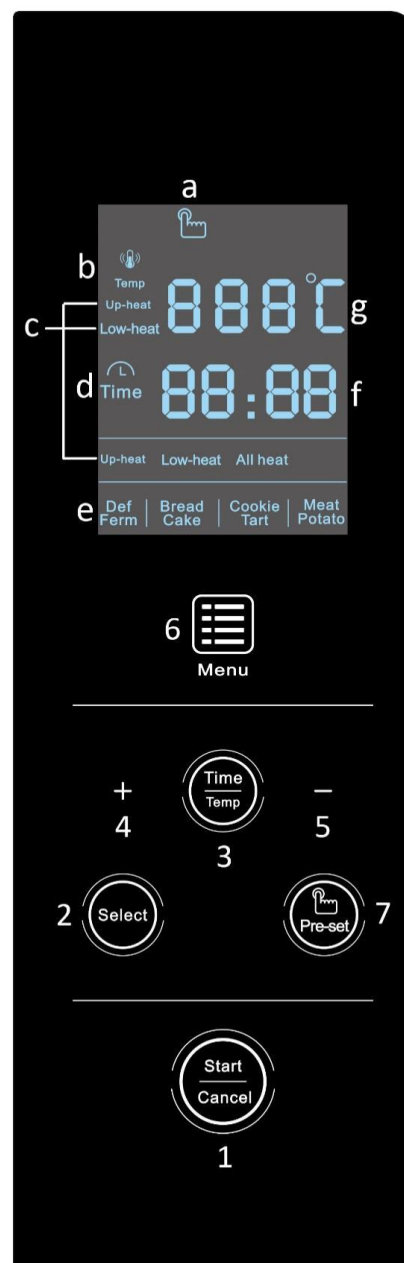 a
b
Temp
888°C
g
c
Up-heat
Low-heat
d
Time
88:88
f
Up-heat Low-heat All heat
e
Def Bread Cookie Meat
Ferm Cake Tart Potato
6
Menu
+ Time −
4 Temp 5
3
2 Select Pre-set 7
Start
Cancel
1